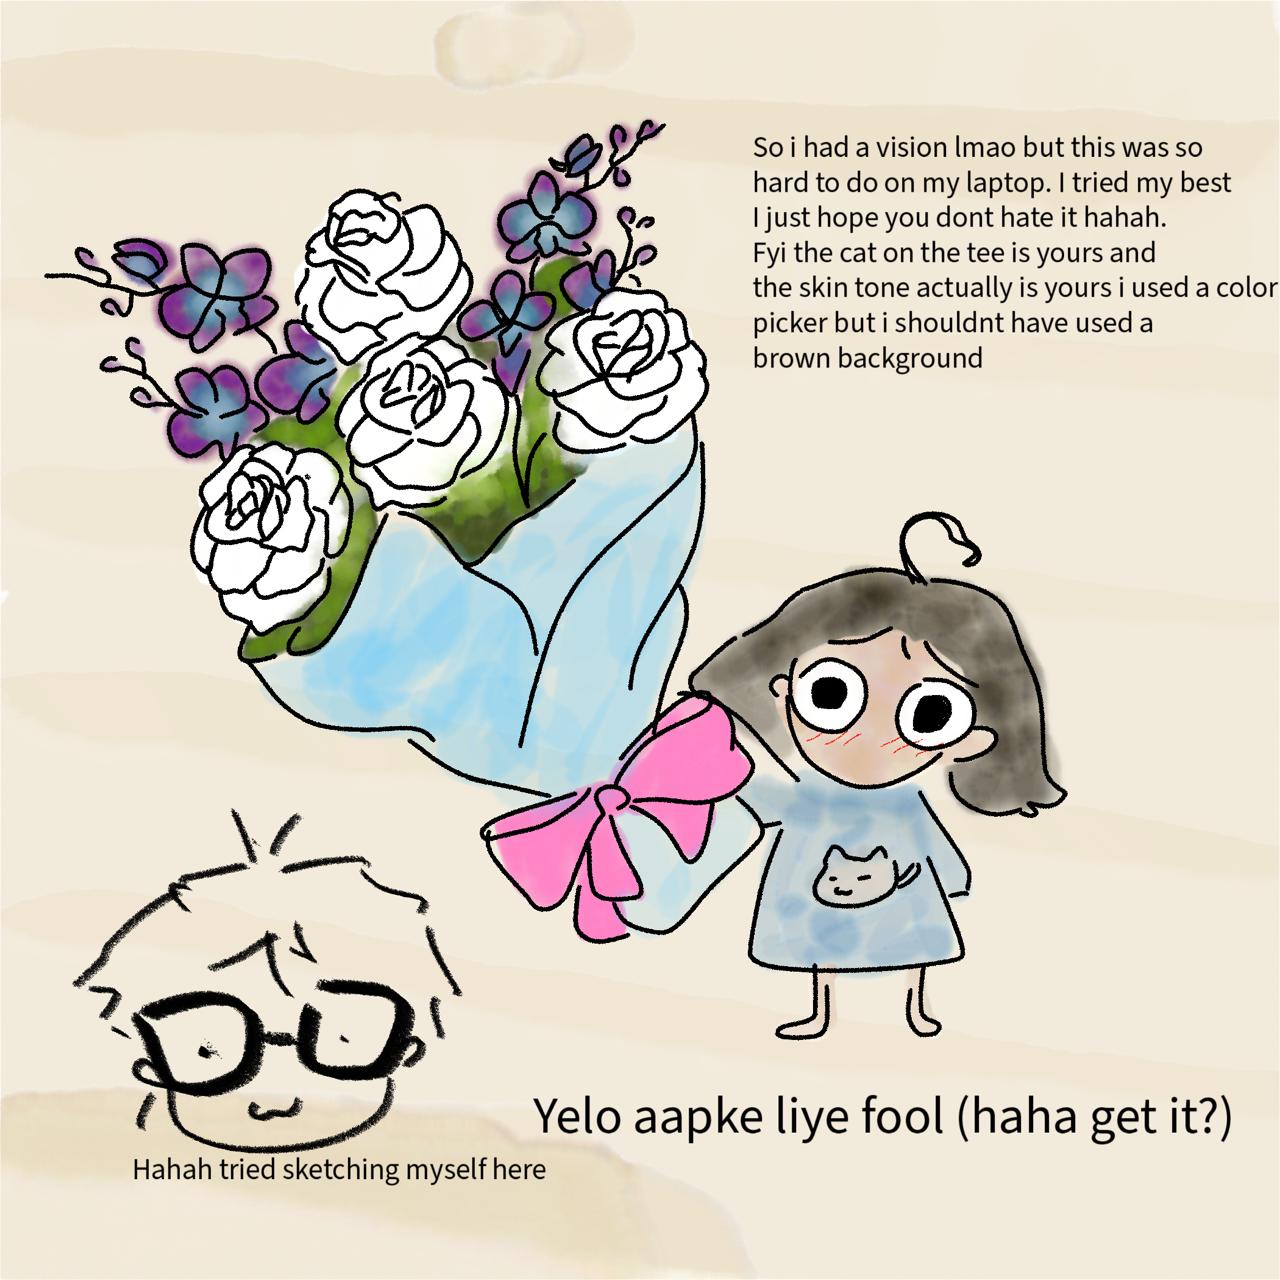 So i had a vision lmao but this was so
hard to do on my laptop. I tried my best
I just hope you dont hate it hahah.
Fyi the cat on the tee is yours and
the skin tone actually is yours i used a color
picker but i shouldnt have used a
brown background
Yelo aapke liye fool (haha get it?)
Hahah tried sketching myself here